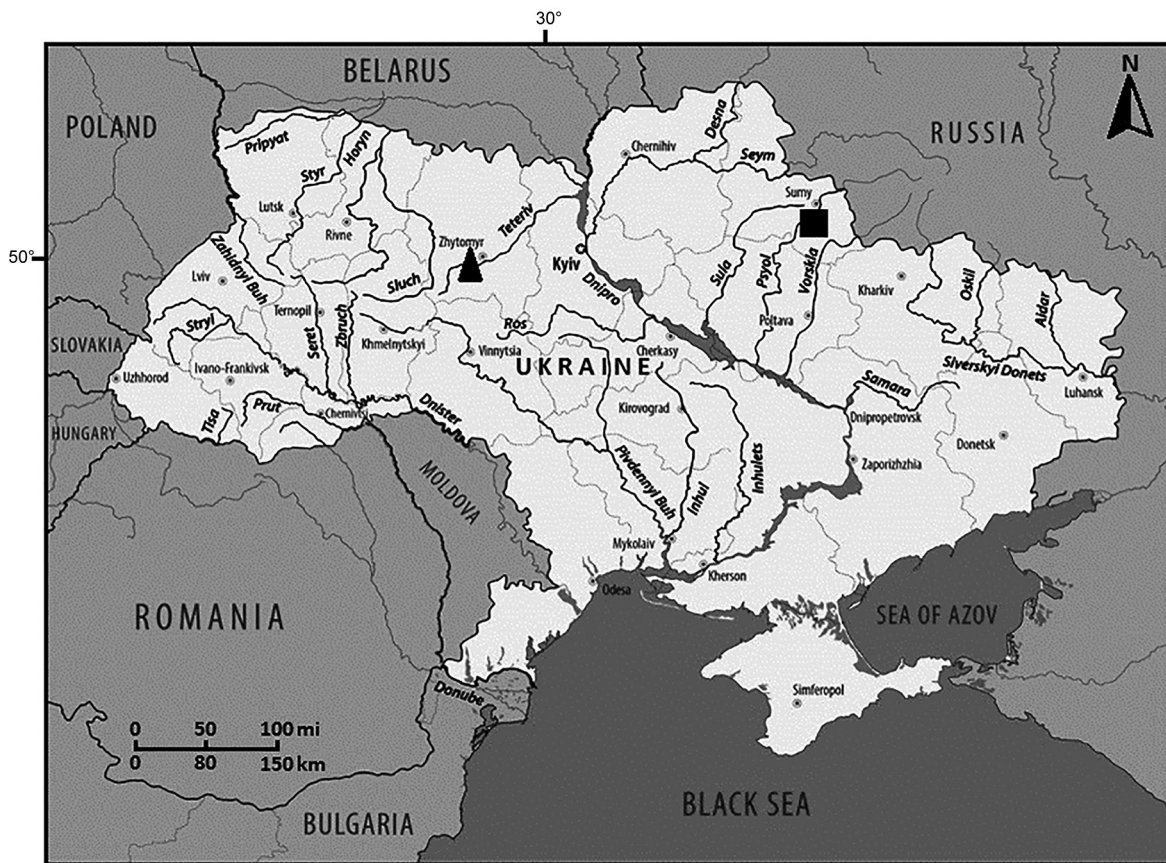 30°
BELARUS
N
POLAND
RUSSIA
Desna
Pripyat
Horyn
Chernihiv
Seym
Styr
Sumy
Lutsk
Rivne
Teteriv
50°
Zhytomyr
Kyiv
Zahidnyi Buh
Lviv
Sluch
Dnipro
Sula
Psyol
Vorskla
Kharkiv
Oskil
Aidar
Ternopil
Stryi
Seret
Zbruch
Khmelnytskyi
Ros
Vinnytsia
Cherkasy
Poltava
SLOVAKIA
UKRAINE
Siverskyi Donets
Uzhhorod
Ivano-Frankivsk
Samara
Luhansk
Tisa
Prut
Chernivtsi
Dnister
Kirovograd
Dnipropetrovsk
HUNGARY
Donetsk
MOLDOVA
Pivdennyi Buh
Inhul
Inhulets
Zaporizhzhia
Mykolaiv
Kherson
Odesa
ROMANIA
SEA OF AZOV
Donube
Simferopol
0 50 100 mi
0 80 150 km
BLACK SEA
BULGARIA